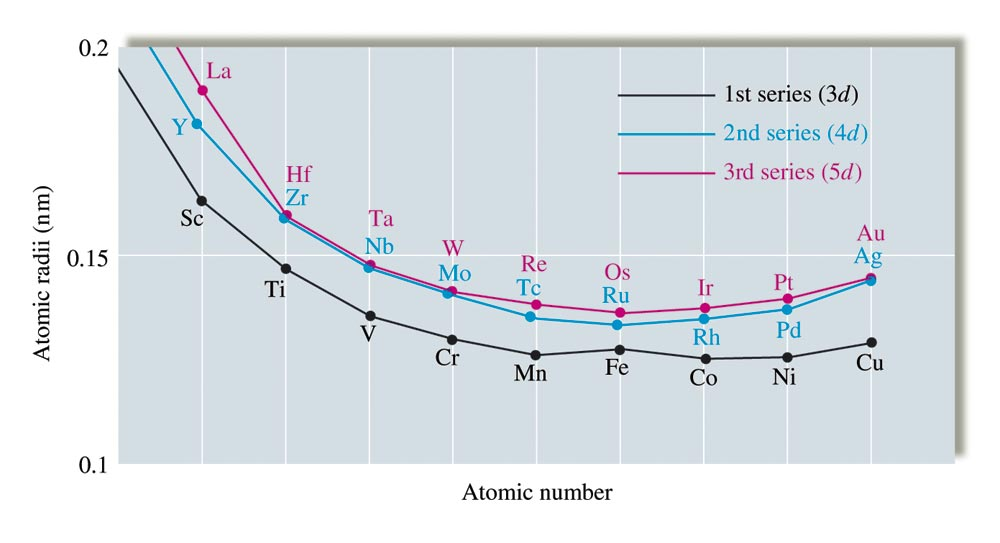 0.2
La
1st series (3d)
Y
2nd series (4d)
Hf
3rd series (5d)
Zr
Sc
Ta
Au
Atomic radii (nm)
0.15
Nb
W
Ag
Ti
Mo
Re
Os
Ir
Pt
Tc
Ru
V
Rh
Pd
Cr
Mn
Fe
Co
Ni
Cu
0.1
Atomic number